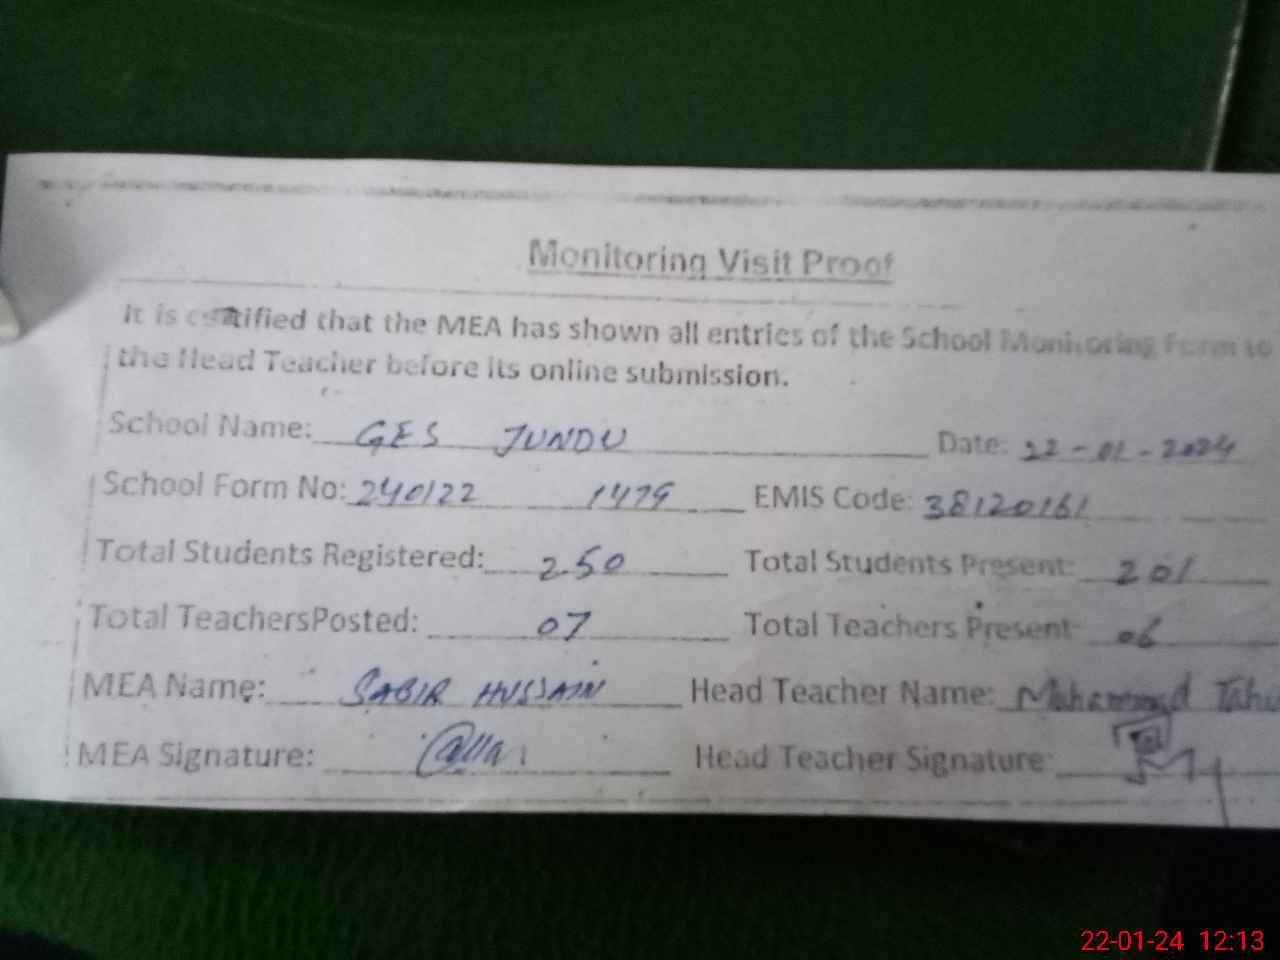 Monitoring Visit Proof
It is certified that the MEA has shown all entries of the School Monitoring Form to
the Head Teacher before its online submission.
School Name: GES JUNDU Date: 22-01-2024
School Form No: 240122 1479 EMIS Code: 38120161
Total Students Registered: 250 Total Students Present: 201
Total TeachersPosted: 07 Total Teachers Present 06
MEA Name: SABIR HUSSAIN Head Teacher Name: Mohammad
MEA Signature: Head Teacher Signature:
22-01-24 12:13